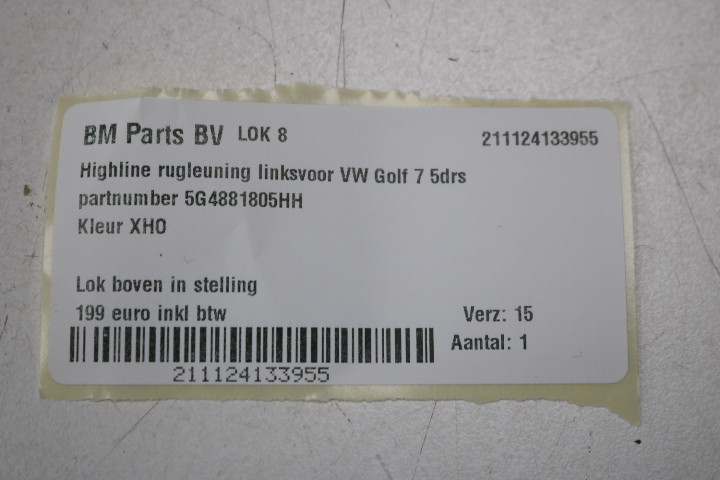 BM Parts BV LOK 8 211124133955
Highline rugleuning linksvoor VW Golf 7 5drs
partnumber 5G4881805HH
Kleur XHO
Lok boven in stelling
199 euro inkl btw Verz: 15
Aantal: 1
211124133955